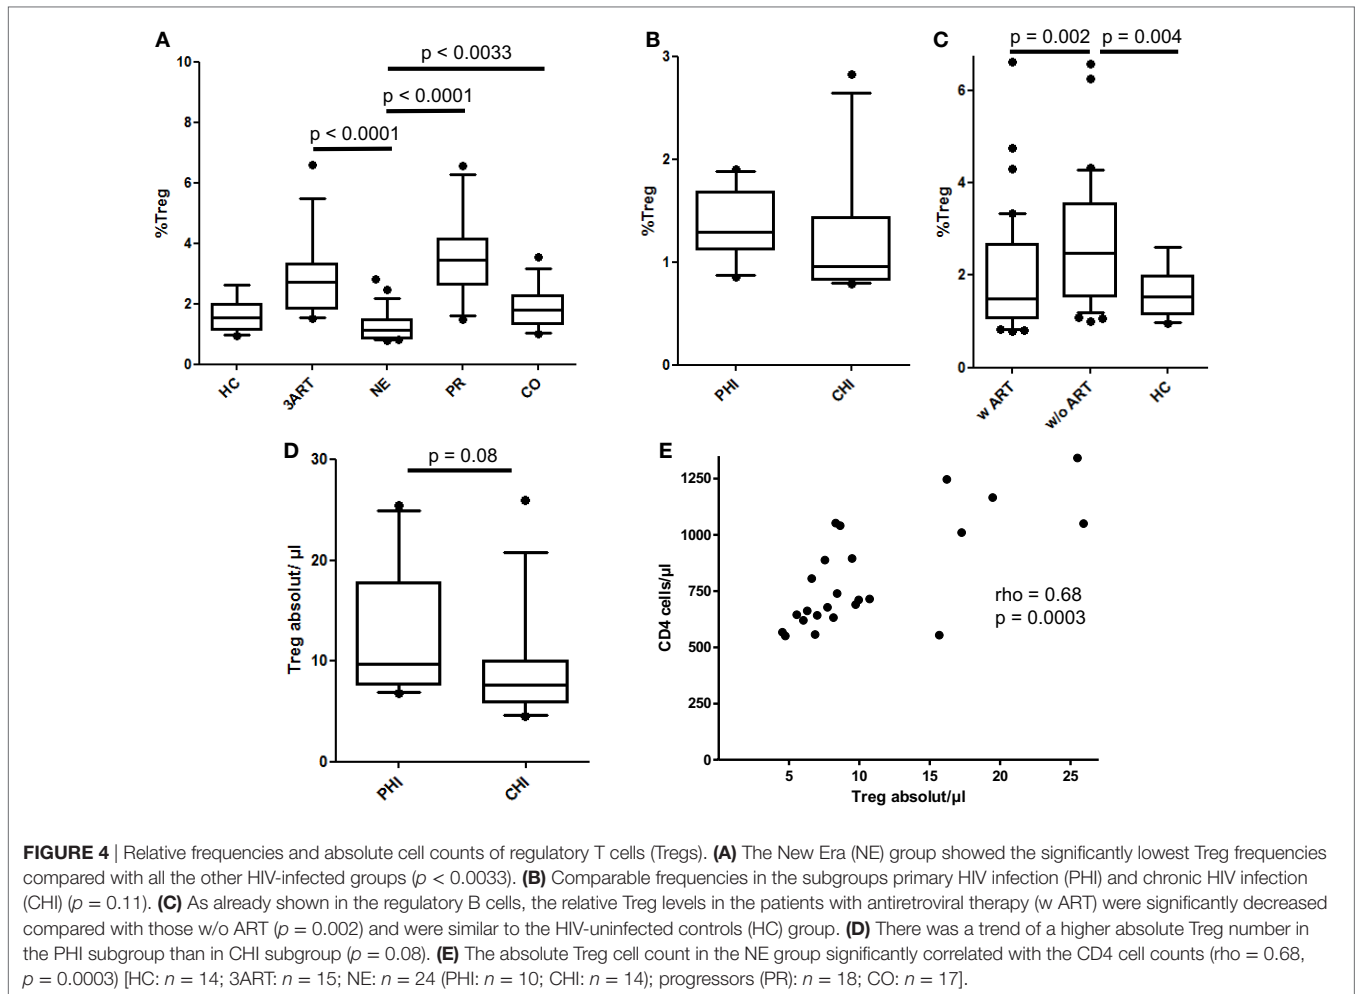 A
p < 0.0033
p < 0.0001
p < 0.0001
10
8
6
4
2
0
%Treg
HC
3ART
NE
PR
CO
B
3
2
1
0
%Treg
PHI
CHI
C
p = 0.002
p = 0.004
6
4
2
0
%Treg
w ART
w/o ART
HC
D
p = 0.08
30
20
10
0
Treg absolut/ µl
PHI
CHI
E
1250
1000
750
500
250
0
CD4 cells/µl
rho = 0.68
p = 0.0003
5
10
15
20
25
Treg absolut/µl
FIGURE 4 | Relative frequencies and absolute cell counts of regulatory T cells (Tregs). (A) The New Era (NE) group showed the significantly lowest Treg frequencies
compared with all the other HIV-infected groups (p < 0.0033). (B) Comparable frequencies in the subgroups primary HIV infection (PHI) and chronic HIV infection
(CHI) (p = 0.11). (C) As already shown in the regulatory B cells, the relative Treg levels in the patients with antiretroviral therapy (w ART) were significantly decreased
compared with those w/o ART (p = 0.002) and were similar to the HIV-uninfected controls (HC) group. (D) There was a trend of a higher absolute Treg number in
the PHI subgroup than in CHI subgroup (p = 0.08). (E) The absolute Treg cell count in the NE group significantly correlated with the CD4 cell counts (rho = 0.68,
p = 0.0003) [HC: n = 14; 3ART: n = 15; NE: n = 24 (PHI: n = 10; CHI: n = 14); progressors (PR): n = 18; CO: n = 17].